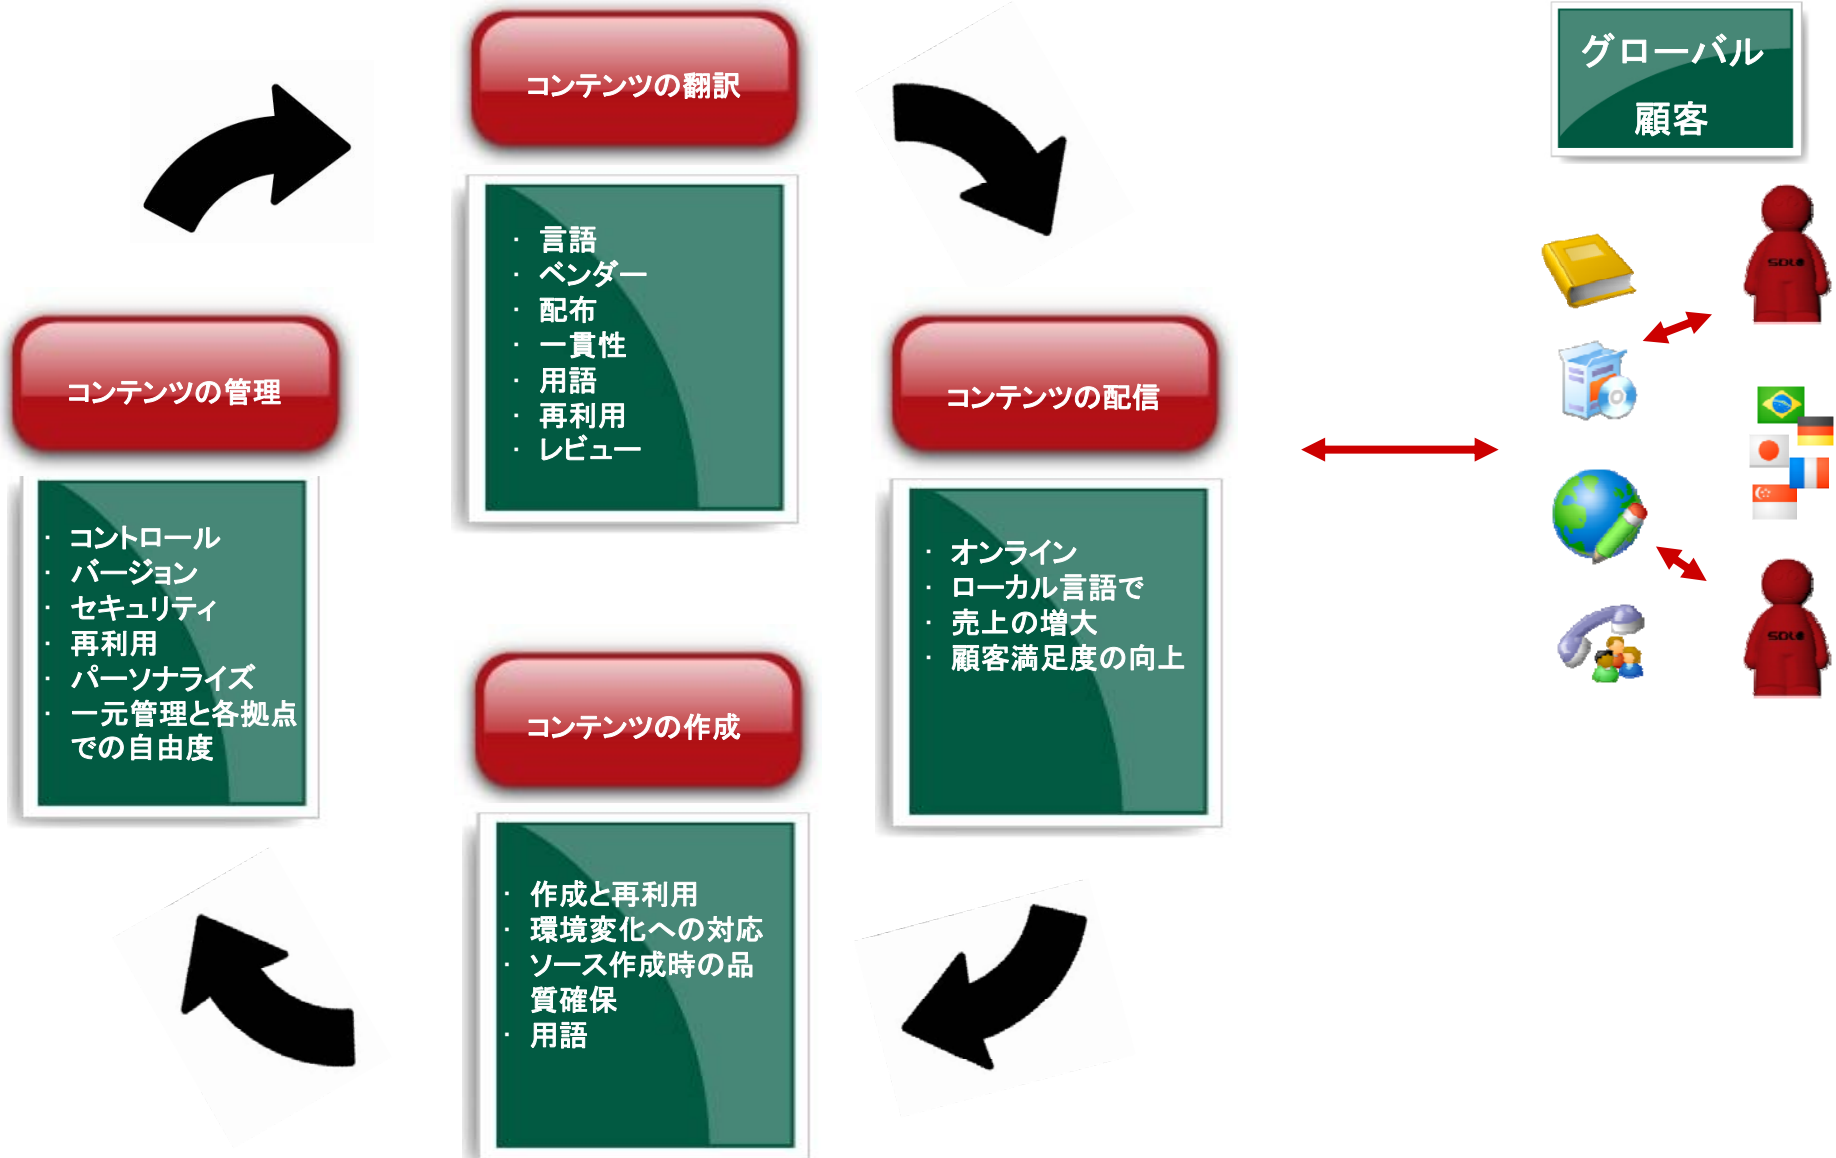 コンテンツの翻訳
・ 言語
・ ベンダー
・ 配布
・ 一貫性
・ 用語
・ 再利用
・ レビュー
コンテンツの管理
・ コントロール
・ バージョン
・ セキュリティ
・ 再利用
・ パーソナライズ
・ 一元管理と各拠点
での自由度
コンテンツの配信
・ オンライン
・ ローカル言語で
・ 売上の増大
・ 顧客満足度の向上
コンテンツの作成
・ 作成と再利用
・ 環境変化への対応
・ ソース作成時の品
質確保
・ 用語
グローバル
顧客
SDL
SDL